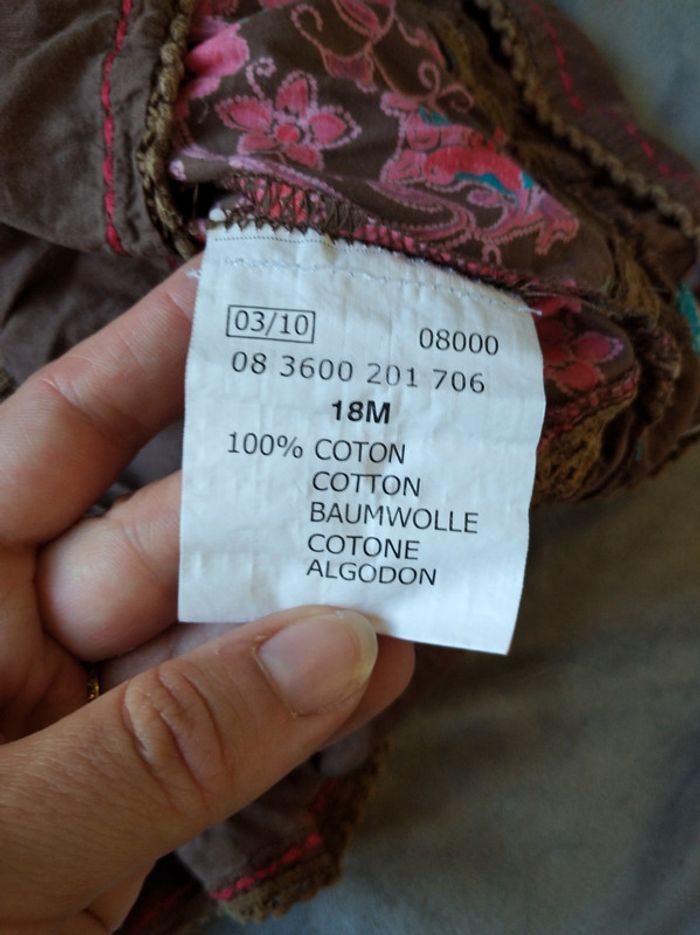 03/10 08000
08 3600 201 706
18M
100% COTON
COTTON
BAUMWOLLE
COTONE
ALGODON